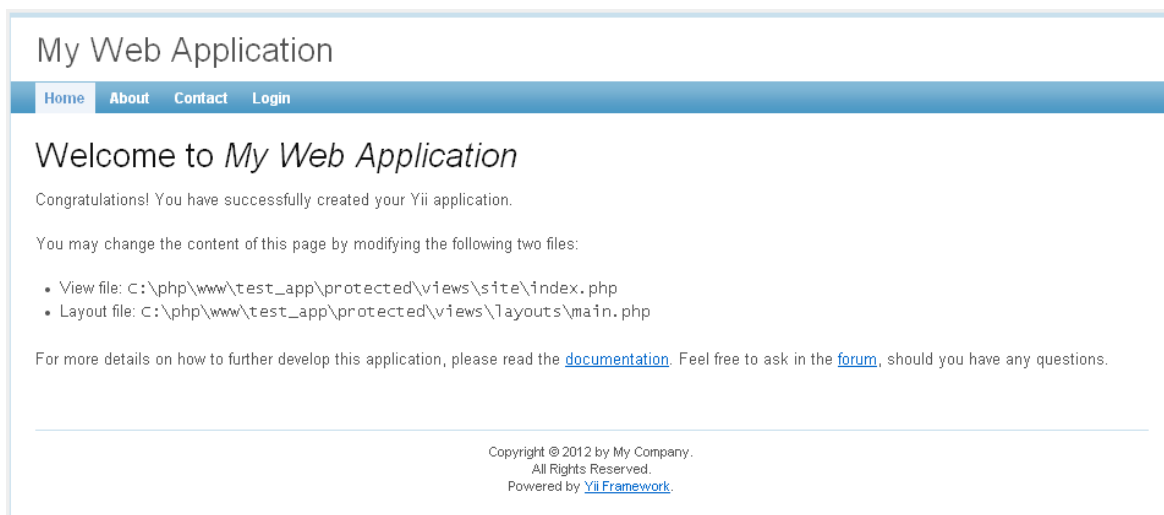 My Web Application
Home About Contact Login
Welcome to My Web Application
Congratulations! You have successfully created your Yii application.
You may change the content of this page by modifying the following two files:
• View file: C:\php\www\test_app\protected\views\site\index.php
• Layout file: C:\php\www\test_app\protected\views\layouts\main.php
For more details on how to further develop this application, please read the documentation. Feel free to ask in the forum, should you have any questions.
Copyright © 2012 by My Company.
All Rights Reserved.
Powered by Yii Framework.